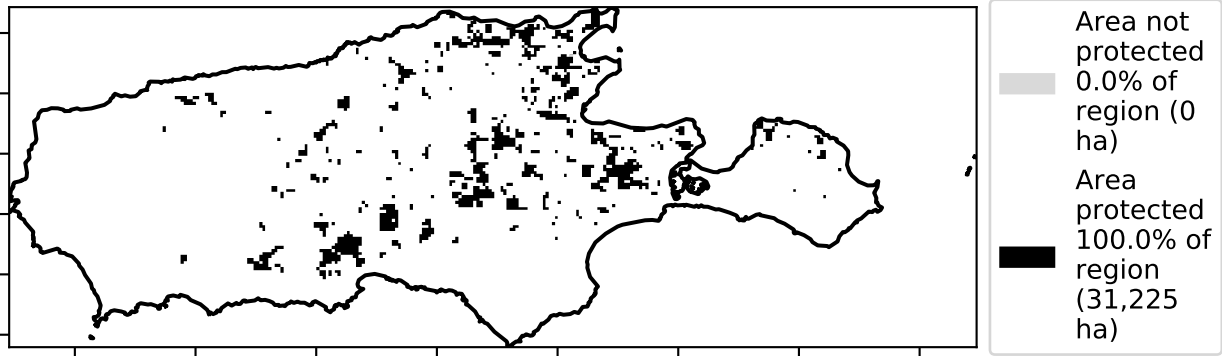 Area not
protected
0.0% of
region (0
ha)
Area
protected
100.0% of
region
(31,225
ha)